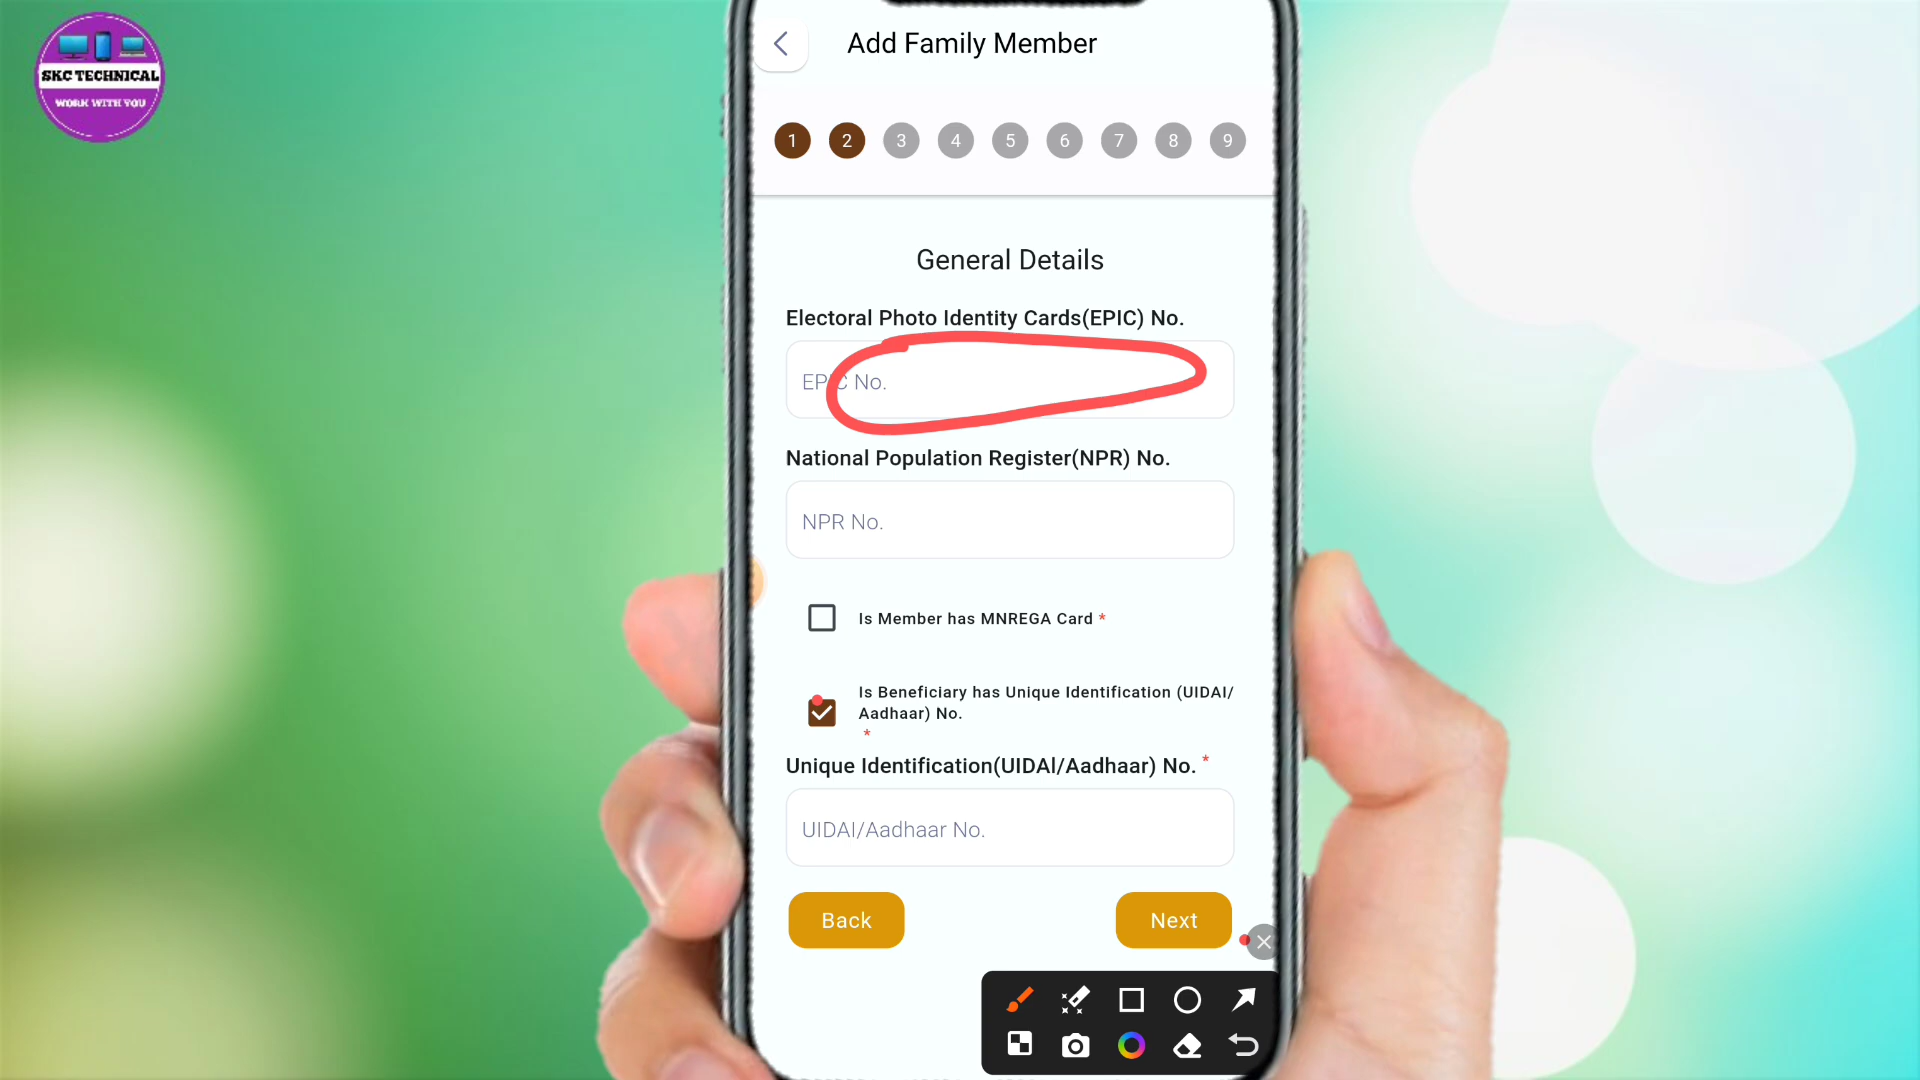 SKC TECHNICAL
WORK WITH YOU
Add Family Member
1 2 3 4 5 6 7 8 9
General Details
Electoral Photo Identity Cards(EPIC) No.
EPIC No.
National Population Register(NPR) No.
NPR No.
Is Member has MNREGA Card *
Is Beneficiary has Unique Identification (UIDAI/
Aadhaar) No.
*
Unique Identification(UIDAI/Aadhaar) No. *
UIDAI/Aadhaar No.
Back
Next